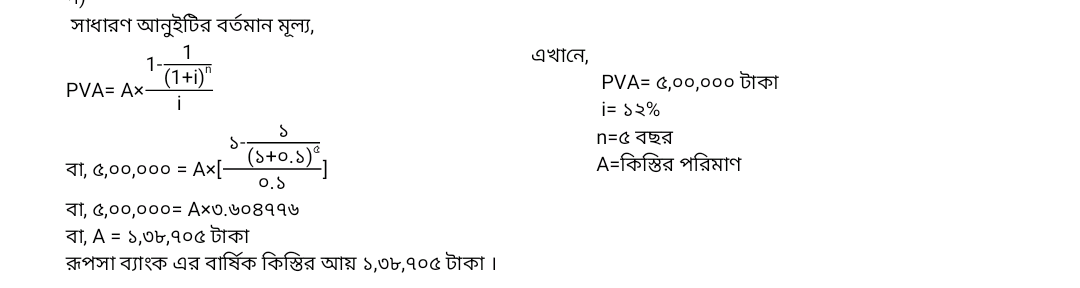 সাধারণ আনুইটির বর্তমান মূল্য,
PVA= A×(1-1/(1+i)^n)/i
বা, ৫,০০,০০০ = A×[(১-১/(১+০.১)^৫)/০.১]
বা, ৫,০০,০০০= A×৩.৬০৪৭৭৬
বা, A = ১,৩৮,৭০৫ টাকা
রূপসা ব্যাংক এর বার্ষিক কিস্তির আয় ১,৩৮,৭০৫ টাকা ।
এখানে,
PVA= ৫,০০,০০০ টাকা
i= ১২%
n=৫ বছর
A=কিস্তির পরিমাণ